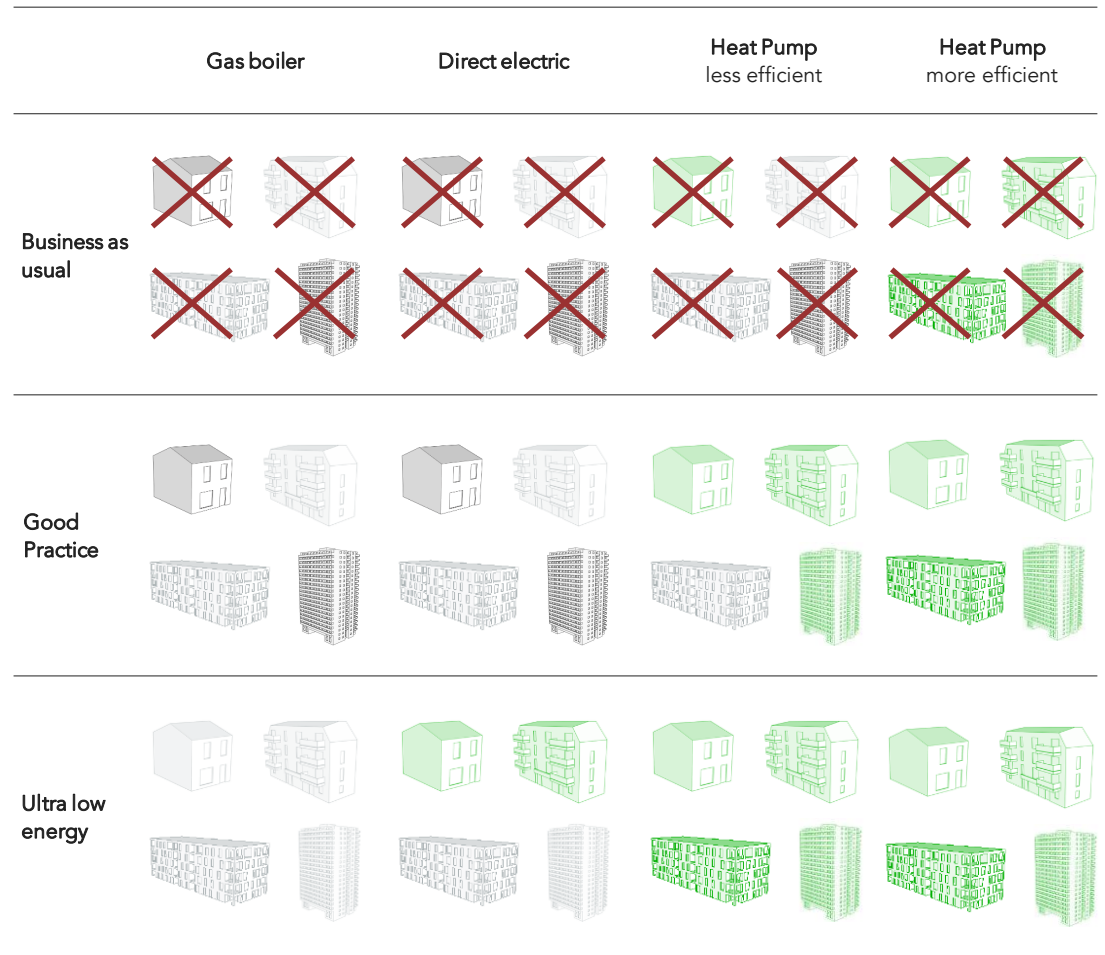 Gas boiler
Direct electric
Heat Pump
less efficient
Heat Pump
more efficient
Business as
usual
Good
Practice
Ultra low
energy